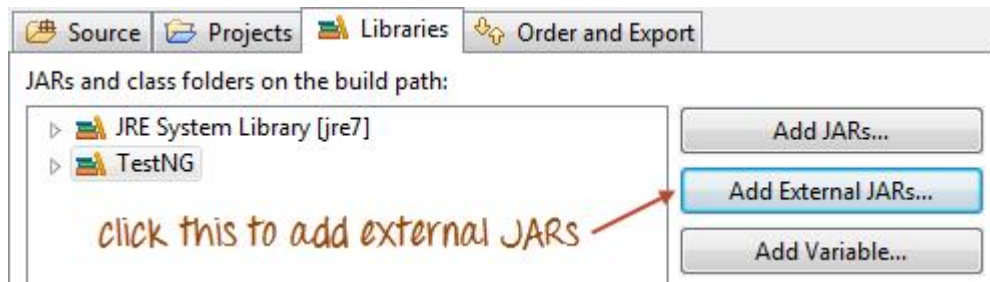 Source Projects Libraries Order and Export
JARs and class folders on the build path:
JRE System Library [jre7]
TestNG
Add JARs...
Add External JARs...
Add Variable...
click this to add external JARs